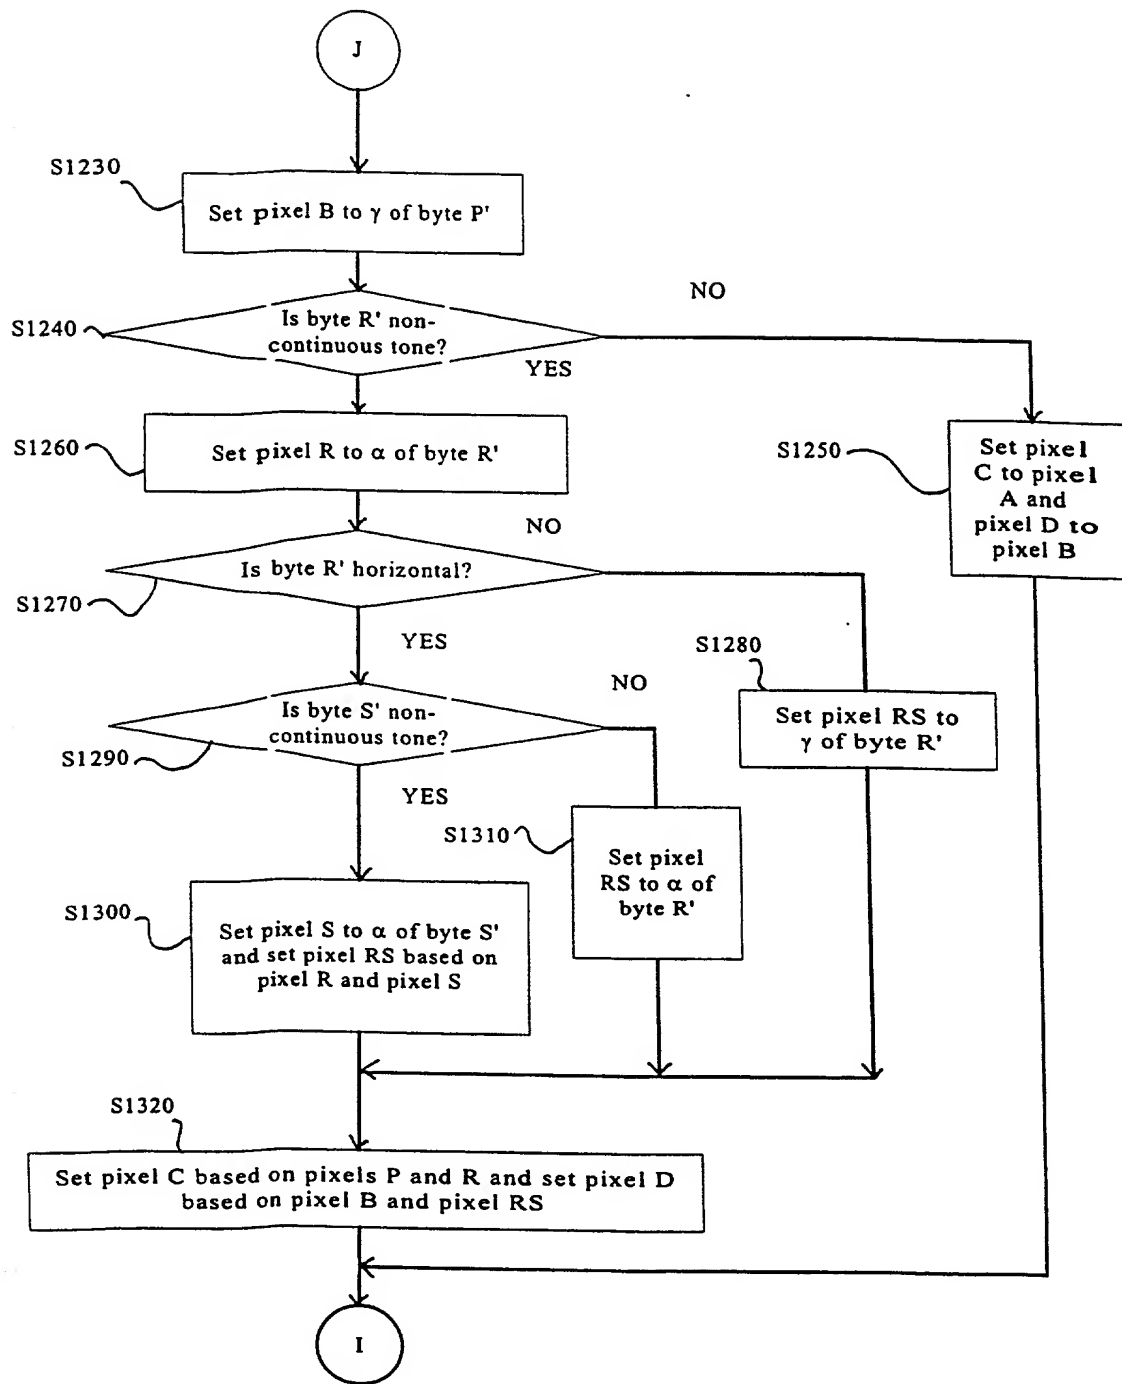 J
S1230
Set pixel B to γ of byte P'
NO
S1240
Is byte R' non-
continuous tone?
YES
S1260
Set pixel R to α of byte R'
S1250
Set pixel
C to pixel
A and
pixel D to
pixel B
NO
Is byte R' horizontal?
S1270
YES
S1280
Set pixel RS to
γ of byte R'
NO
Is byte S' non-
continuous tone?
S1290
YES
S1310
Set pixel
RS to α of
byte R'
S1300
Set pixel S to α of byte S'
and set pixel RS based on
pixel R and pixel S
S1320
Set pixel C based on pixels P and R and set pixel D
based on pixel B and pixel RS
I